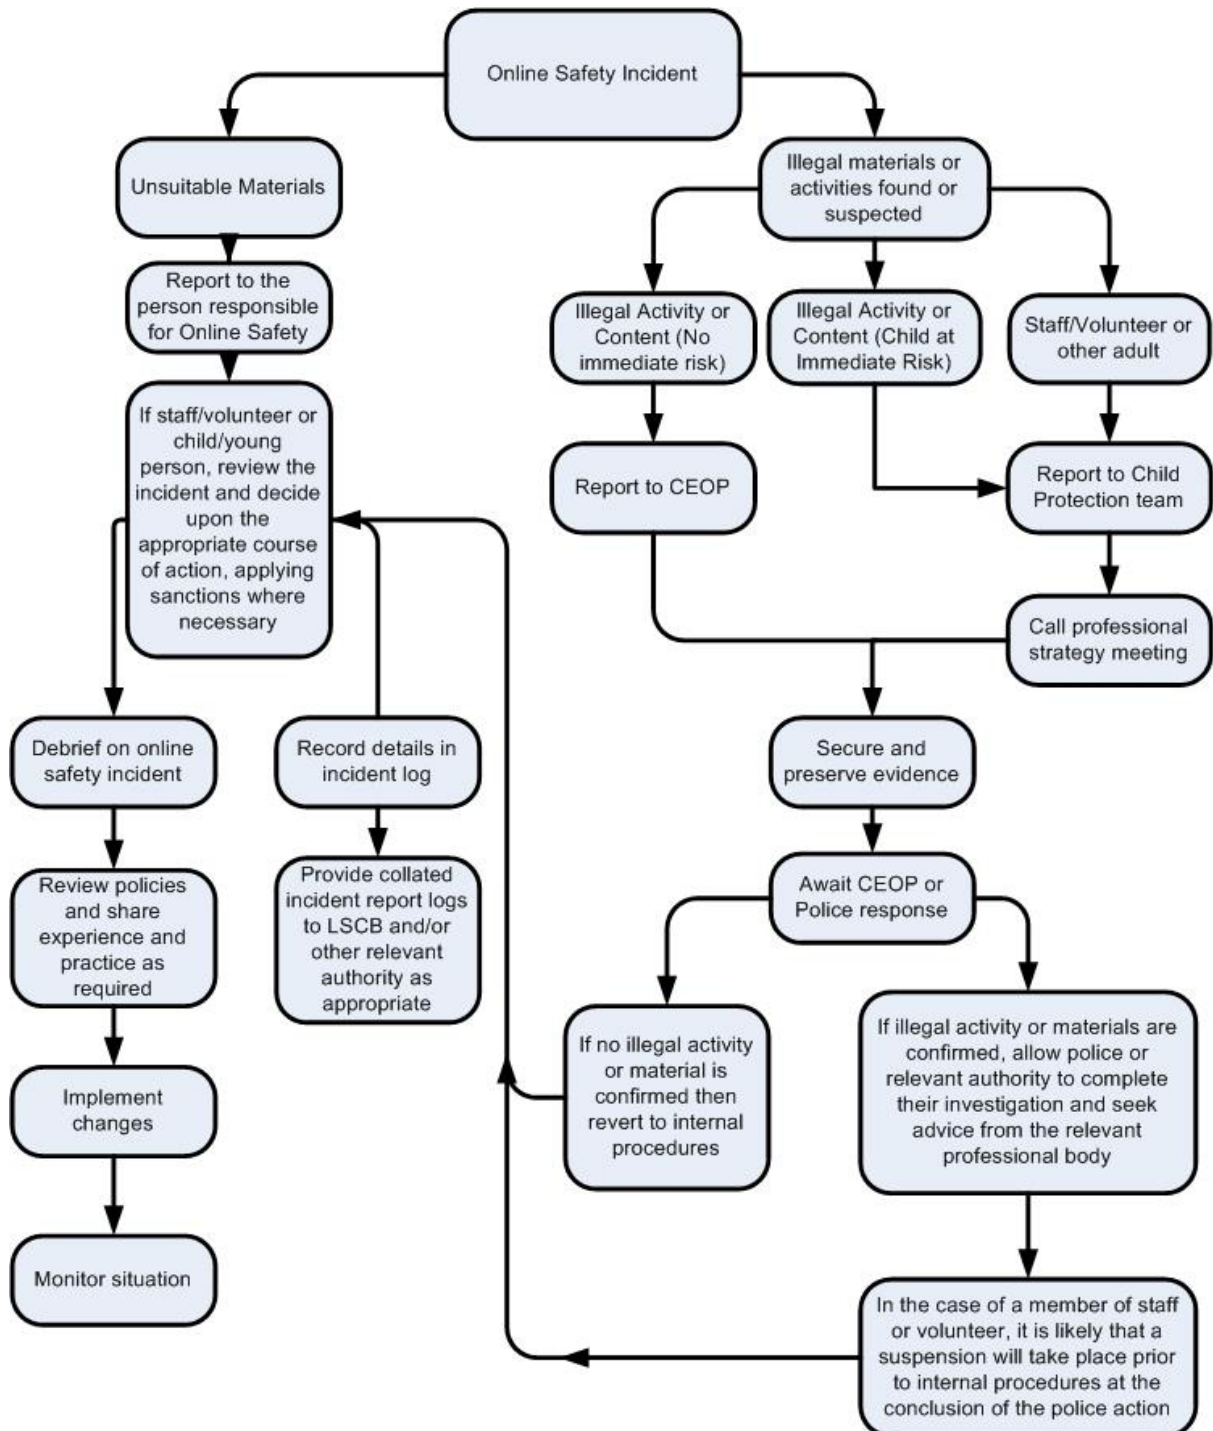 Online Safety Incident
Unsuitable Materials
Illegal materials or
activities found or
suspected
Report to the
person responsible
for Online Safety
Illegal Activity or
Content (No
immediate risk)
Illegal Activity or
Content (Child at
Immediate Risk)
Staff/Volunteer or
other adult
If staff/volunteer or
child/young
person, review the
incident and decide
upon the
appropriate course
of action, applying
sanctions where
necessary
Report to CEOP
Report to Child
Protection team
Call professional
strategy meeting
Debrief on online
safety incident
Record details in
incident log
Secure and
preserve evidence
Review policies
and share
experience and
practice as
required
Provide collated
incident report logs
to LSCB and/or
other relevant
authority as
appropriate
Await CEOP or
Police response
If no illegal activity
or material is
confirmed then
revert to internal
procedures
If illegal activity or materials are
confirmed, allow police or
relevant authority to complete
their investigation and seek
advice from the relevant
professional body
Implement
changes
Monitor situation
In the case of a member of staff
or volunteer, it is likely that a
suspension will take place prior
to internal procedures at the
conclusion of the police action